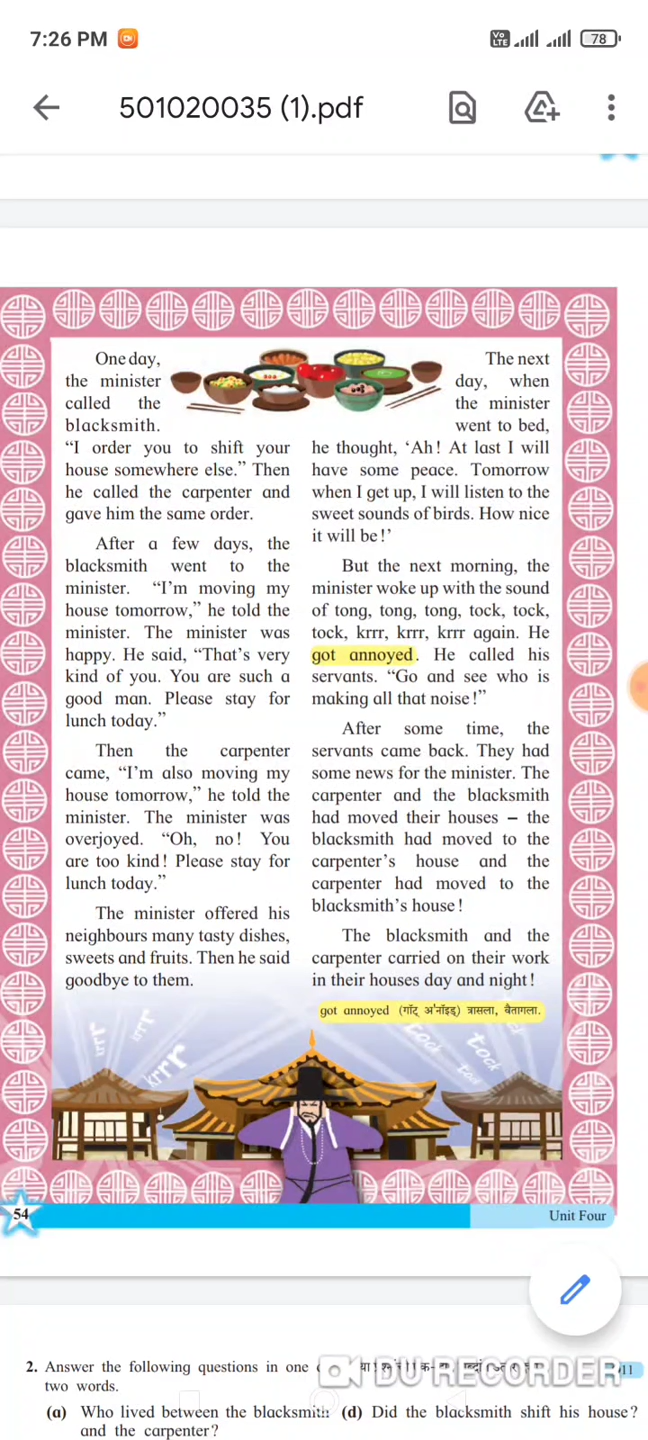 7:26 PM
Vo LTE
78
501020035 (1).pdf
One day,
the minister
called the
blacksmith.
“I order you to shift your
house somewhere else.” Then
he called the carpenter and
gave him the same order.
After a few days, the
blacksmith went to the
minister. “I’m moving my
house tomorrow,” he told the
minister. The minister was
happy. He said, “That’s very
kind of you. You are such a
good man. Please stay for
lunch today.”
Then the carpenter
came, “I’m also moving my
house tomorrow,” he told the
minister. The minister was
overjoyed. “Oh, no! You
are too kind! Please stay for
lunch today.”
The minister offered his
neighbours many tasty dishes,
sweets and fruits. Then he said
goodbye to them.
The next
day, when
the minister
went to bed,
he thought, ‘Ah! At last I will
have some peace. Tomorrow
when I get up, I will listen to the
sweet sounds of birds. How nice
it will be!’
But the next morning, the
minister woke up with the sound
of tong, tong, tong, tock, tock,
tock, krrr, krrr, krrr again. He
got annoyed. He called his
servants. “Go and see who is
making all that noise!”
After some time, the
servants came back. They had
some news for the minister. The
carpenter and the blacksmith
had moved their houses – the
blacksmith had moved to the
carpenter’s house and the
carpenter had moved to the
blacksmith’s house!
The blacksmith and the
carpenter carried on their work
in their houses day and night!
got annoyed (गॉट् अॅनॉइड्) त्रासला, वैतागला.
krrr
tock
tock
54
Unit Four
2. Answer the following questions in one
two words.
DU RECORDER
(a) Who lived between the blacksmith
and the carpenter?
(d) Did the blacksmith shift his house?